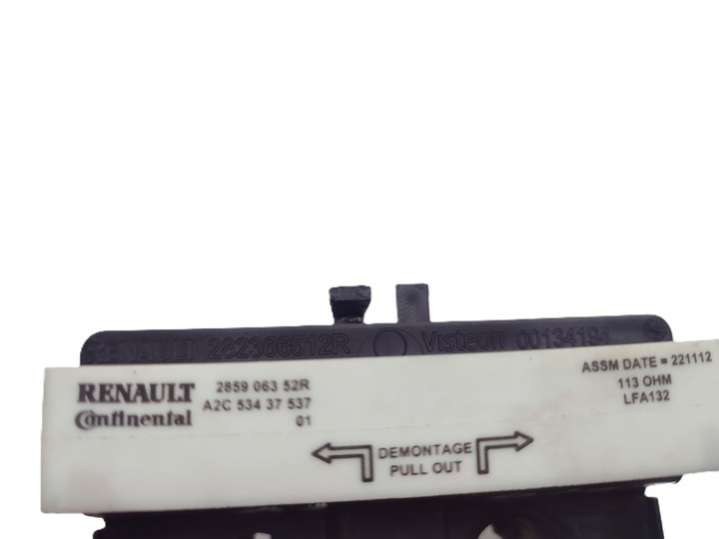 Visteon
RENAULT
Continental
2859 063 52R
A2C 534 37 537
01
ASSM DATE = 221112
113 OHM
LFA132
DEMONTAGE
PULL OUT